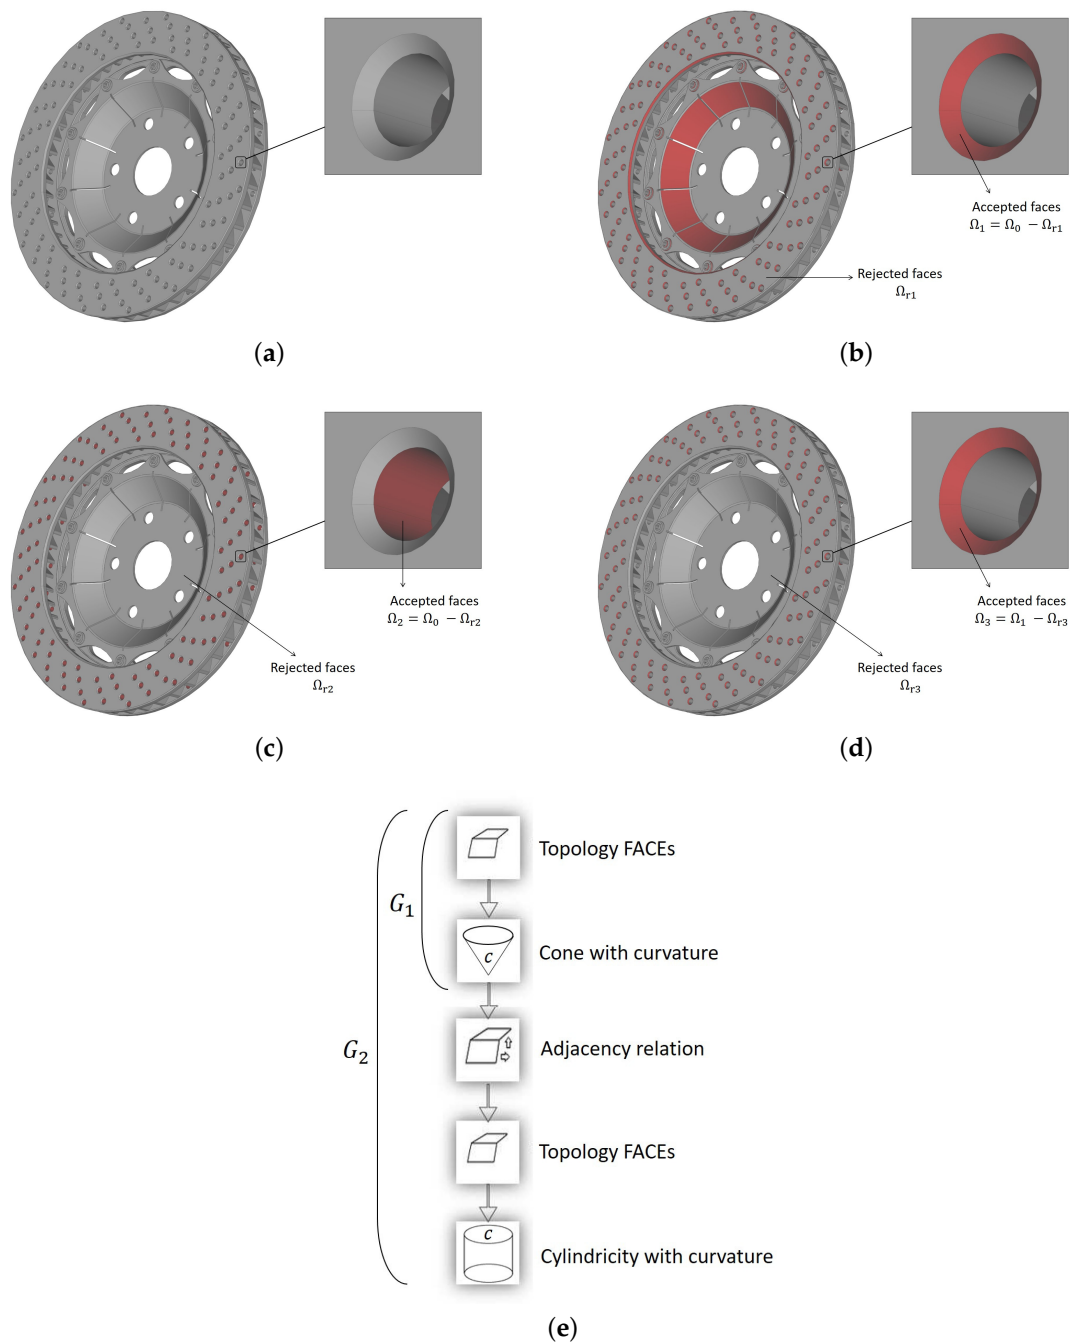 Accepted faces
Ω₁ = Ω₀ − Ωᵣ₁
Rejected faces
Ωᵣ₁
(a)
(b)
Accepted faces
Ω₂ = Ω₀ − Ωᵣ₂
Rejected faces
Ωᵣ₂
Accepted faces
Ω₃ = Ω₁ − Ωᵣ₃
Rejected faces
Ωᵣ₃
(c)
(d)
Topology FACEs
G₁
c
Cone with curvature
G₂
Adjacency relation
Topology FACEs
c
Cylindricity with curvature
(e)